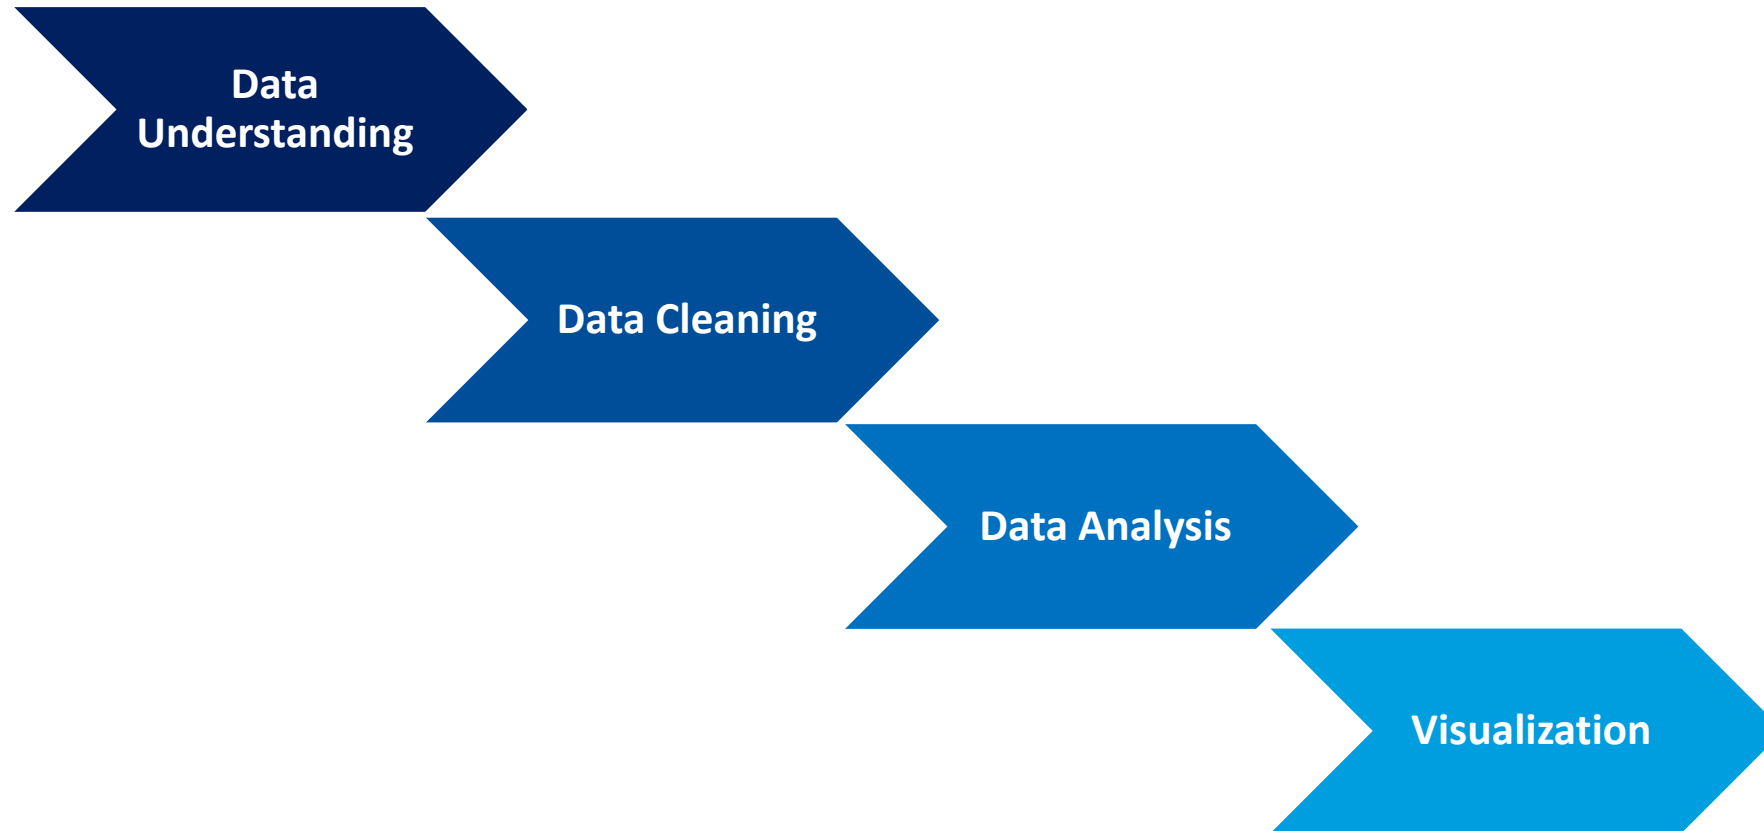 Data
Understanding
Data Cleaning
Data Analysis
Visualization